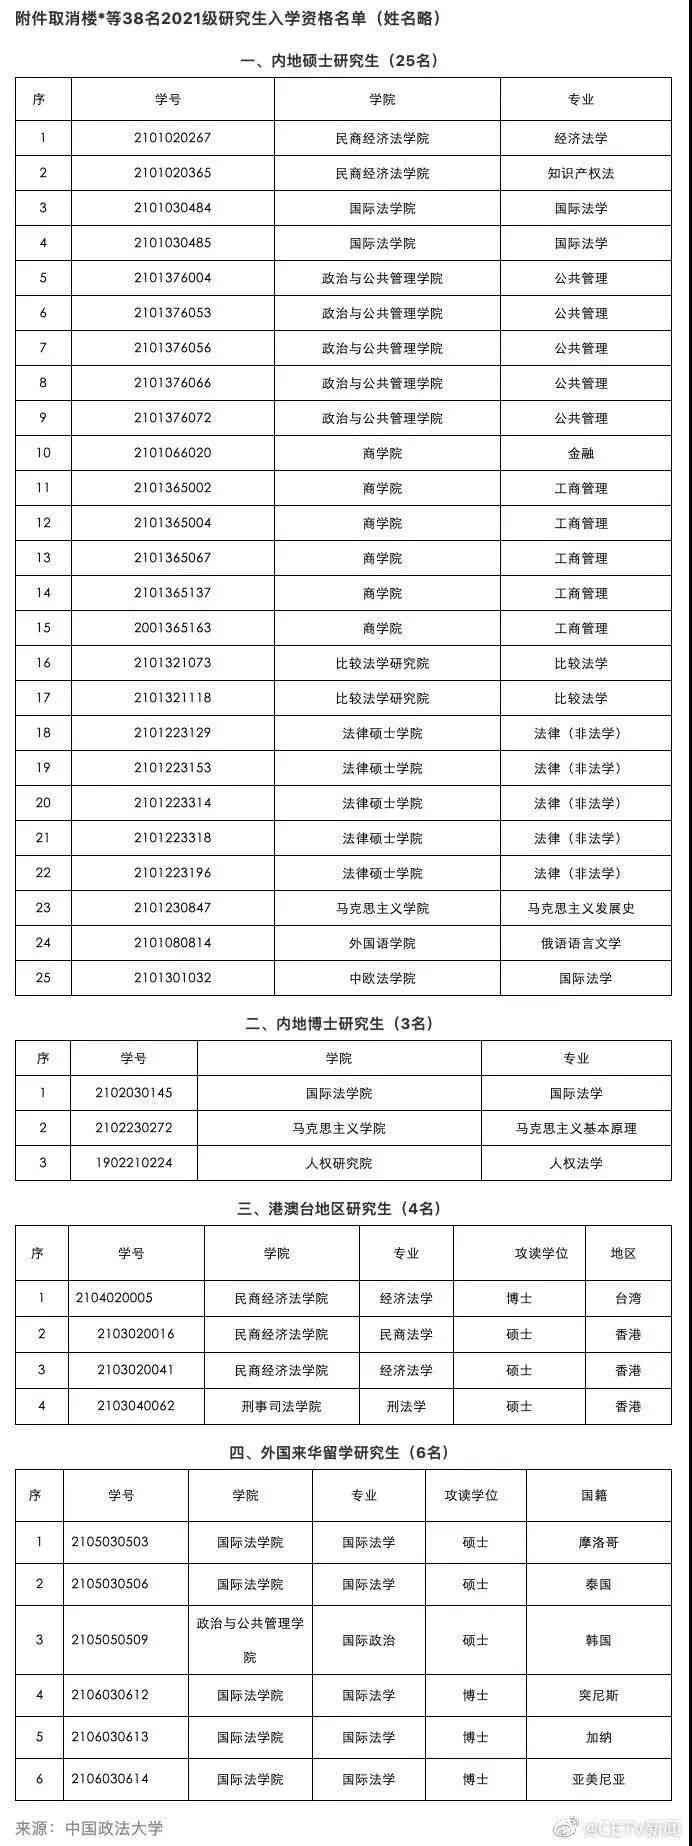 附件取消楼*等38名2021级研究生入学资格名单（姓名略）
一、内地硕士研究生（25名）
序 学号 学院 专业
1 2101020267 民商经济法学院 经济法学
2 2101020365 民商经济法学院 知识产权法
3 2101030484 国际法学院 国际法学
4 2101030485 国际法学院 国际法学
5 2101376004 政治与公共管理学院 公共管理
6 2101376053 政治与公共管理学院 公共管理
7 2101376056 政治与公共管理学院 公共管理
8 2101376066 政治与公共管理学院 公共管理
9 2101376072 政治与公共管理学院 公共管理
10 2101066020 商学院 金融
11 2101365002 商学院 工商管理
12 2101365004 商学院 工商管理
13 2101365067 商学院 工商管理
14 2101365137 商学院 工商管理
15 2001365163 商学院 工商管理
16 2101321073 比较法学研究院 比较法学
17 2101321118 比较法学研究院 比较法学
18 2101223129 法律硕士学院 法律（非法学）
19 2101223153 法律硕士学院 法律（非法学）
20 2101223314 法律硕士学院 法律（非法学）
21 2101223318 法律硕士学院 法律（非法学）
22 2101223196 法律硕士学院 法律（非法学）
23 2101230847 马克思主义学院 马克思主义发展史
24 2101080814 外国语学院 俄语语言文学
25 2101301032 中欧法学院 国际法学
二、内地博士研究生（3名）
序 学号 学院 专业
1 2102030145 国际法学院 国际法学
2 2102230272 马克思主义学院 马克思主义基本原理
3 1902210224 人权研究院 人权法学
三、港澳台地区研究生（4名）
序 学号 学院 专业 攻读学位 地区
1 2104020005 民商经济法学院 经济法学 博士 台湾
2 2103020016 民商经济法学院 民商法学 硕士 香港
3 2103020041 民商经济法学院 经济法学 硕士 香港
4 2103040062 刑事司法学院 刑法学 硕士 香港
四、外国来华留学研究生（6名）
序 学号 学院 专业 攻读学位 国籍
1 2105030503 国际法学院 国际法学 硕士 摩洛哥
2 2105030506 国际法学院 国际法学 硕士 泰国
3 2105050509 政治与公共管理学 国际政治 硕士 韩国
院
4 2106030612 国际法学院 国际法学 博士 突尼斯
5 2106030613 国际法学院 国际法学 博士 加纳
6 2106030614 国际法学院 国际法学 博士 亚美尼亚
来源：中国政法大学
@CETV新闻